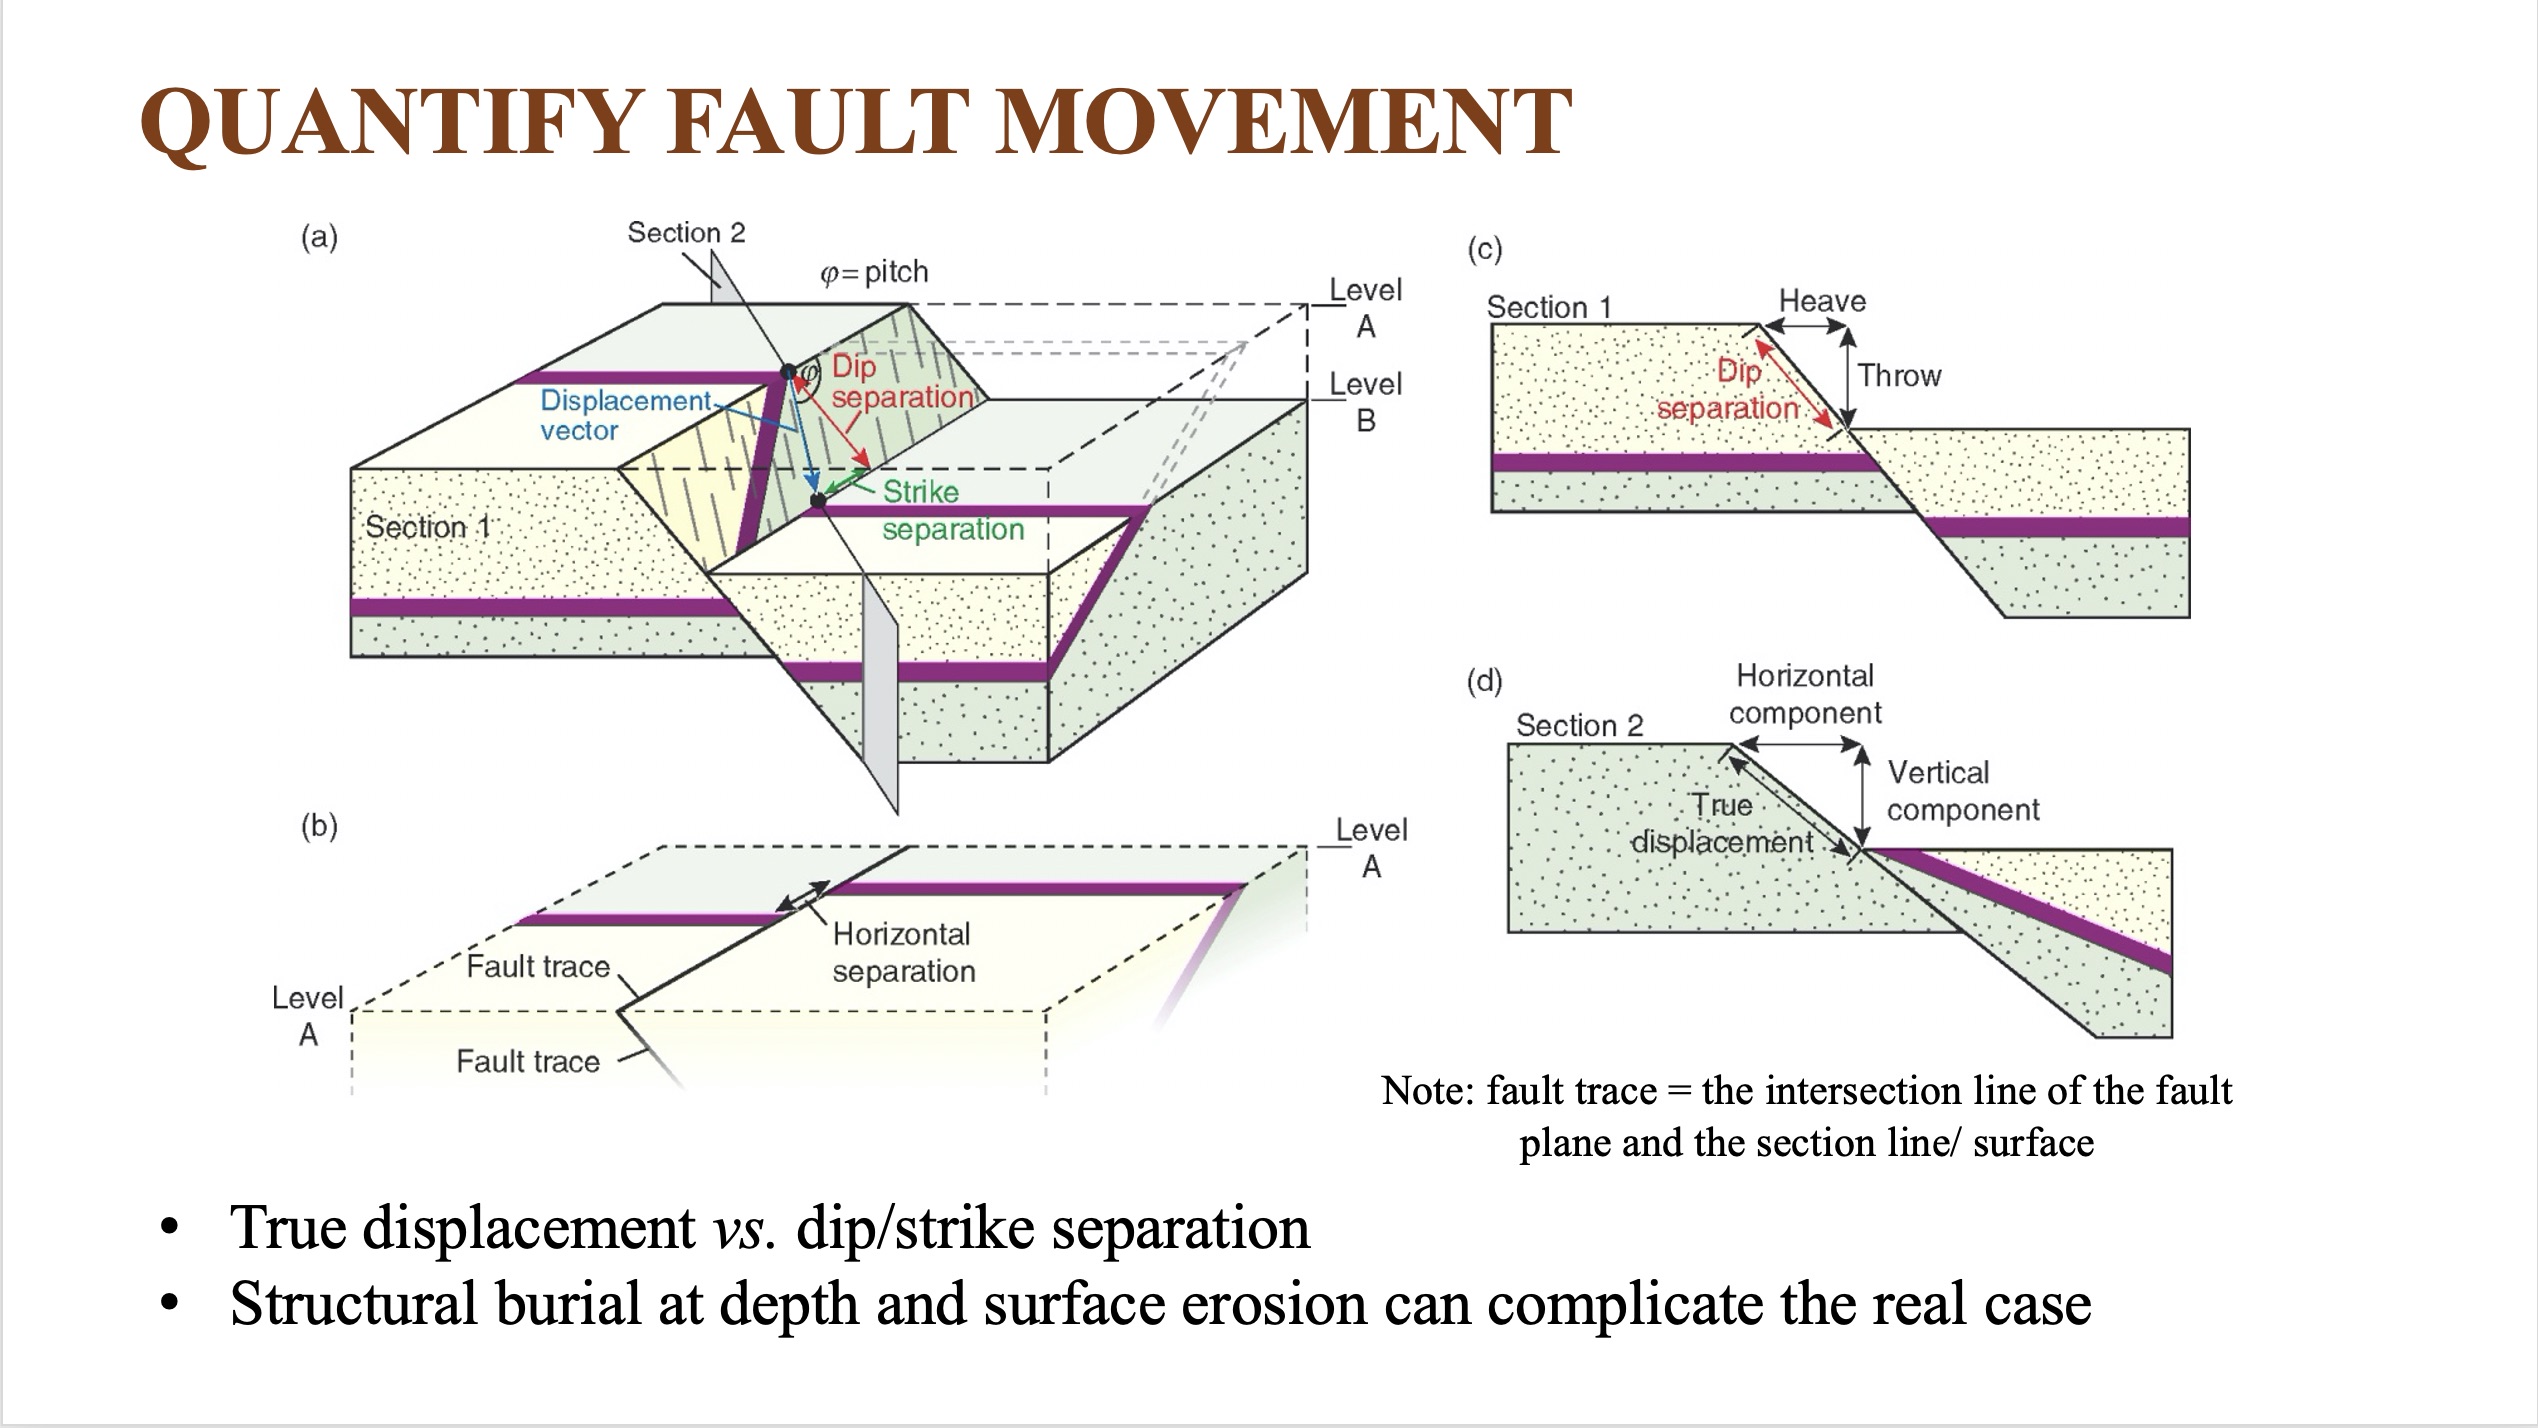 QUANTIFY FAULT MOVEMENT
(a)
Section 2
φ= pitch
Level
A
Level
B
φ
Dip
separation
Displacement
vector
Strike
separation
Section 1
(b)
Level
A
Horizontal
separation
Fault trace
Level
A
Fault trace
(c)
Section 1
Heave
Dip
separation
Throw
(d)
Horizontal
component
Section 2
Vertical
component
True
displacement
Note: fault trace = the intersection line of the fault
plane and the section line/ surface
• True displacement vs. dip/strike separation
• Structural burial at depth and surface erosion can complicate the real case